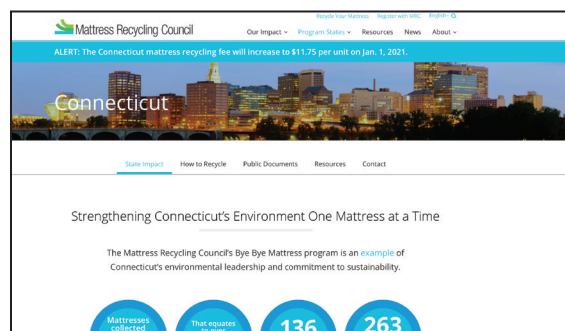 Recycle Your Mattress Register with MRC English
Mattress Recycling Council
Our Impact Program States Resources News About
ALERT: The Connecticut mattress recycling fee will increase to $11.75 per unit on Jan. 1, 2021.
Connecticut
State Impact How to Recycle Public Documents Resources Contact
Strengthening Connecticut's Environment One Mattress at a Time
The Mattress Recycling Council's Bye Bye Mattress program is an example of
Connecticut's environmental leadership and commitment to sustainability.
Mattresses
collected
That equates
to over
136
263